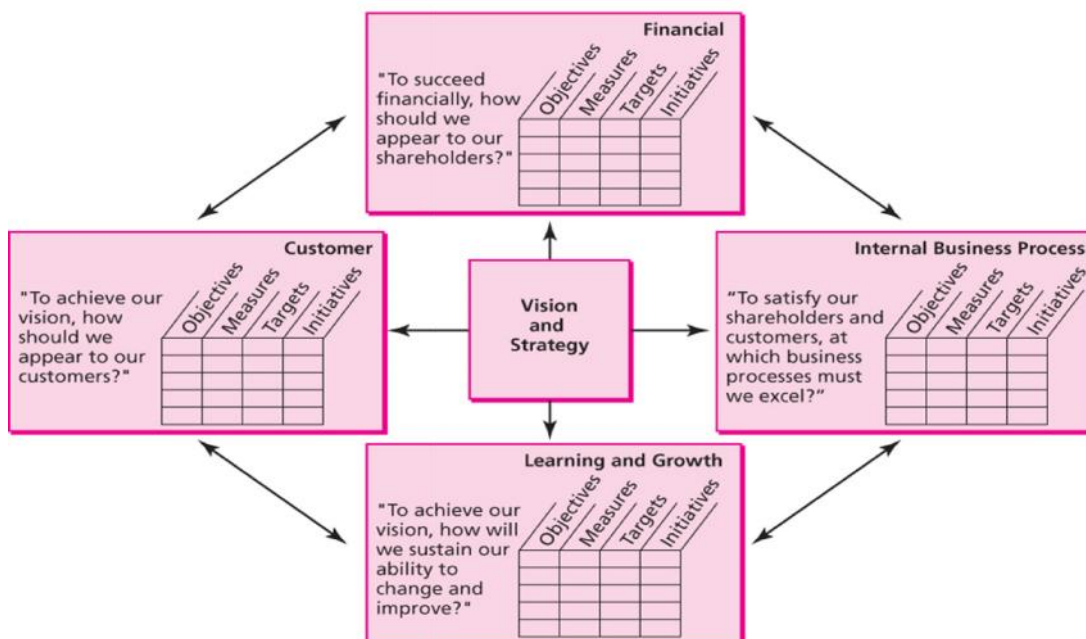 Financial
"To succeed
financially, how
should we
appear to our
shareholders?"
Objectives
Measures
Targets
Initiatives
Customer
"To achieve our
vision, how
should we
appear to our
customers?"
Objectives
Measures
Targets
Initiatives
Vision
and
Strategy
Internal Business Process
“To satisfy our
shareholders and
customers, at
which business
processes must
we excel?“
Objectives
Measures
Targets
Initiatives
Learning and Growth
"To achieve our
vision, how will
we sustain our
ability to
change and
improve?"
Objectives
Measures
Targets
Initiatives